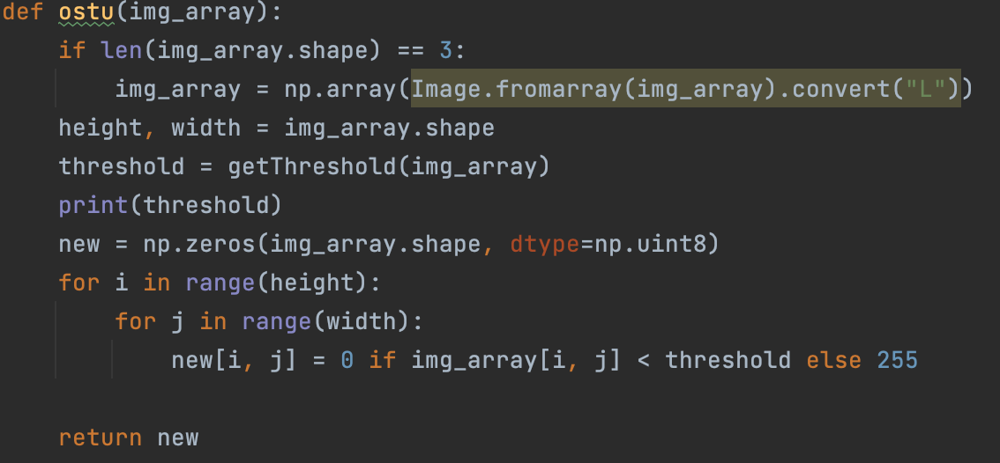 def ostu(img_array):
    if len(img_array.shape) == 3:
        img_array = np.array(Image.fromarray(img_array).convert("L"))
    height, width = img_array.shape
    threshold = getThreshold(img_array)
    print(threshold)
    new = np.zeros(img_array.shape, dtype=np.uint8)
    for i in range(height):
        for j in range(width):
            new[i, j] = 0 if img_array[i, j] < threshold else 255
    return new